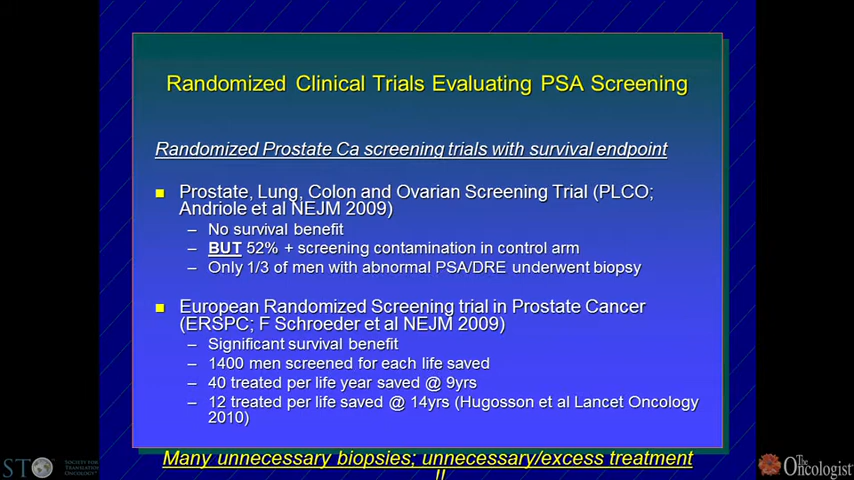 Randomized Clinical Trials Evaluating PSA Screening
Randomized Prostate Ca screening trials with survival endpoint
Prostate, Lung, Colon and Ovarian Screening Trial (PLCO;
Andriole et al NEJM 2009)
– No survival benefit
– BUT 52% + screening contamination in control arm
– Only 1/3 of men with abnormal PSA/DRE underwent biopsy
European Randomized Screening trial in Prostate Cancer
(ERSPC; F Schroeder et al NEJM 2009)
– Significant survival benefit
– 1400 men screened for each life saved
– 40 treated per life year saved @ 9yrs
– 12 treated per life saved @ 14yrs (Hugosson et al Lancet Oncology
2010)
Many unnecessary biopsies; unnecessary/excess treatment
!!
STO
SOCIETY FOR
TRANSLATIONAL
ONCOLOGY
The
Oncologist